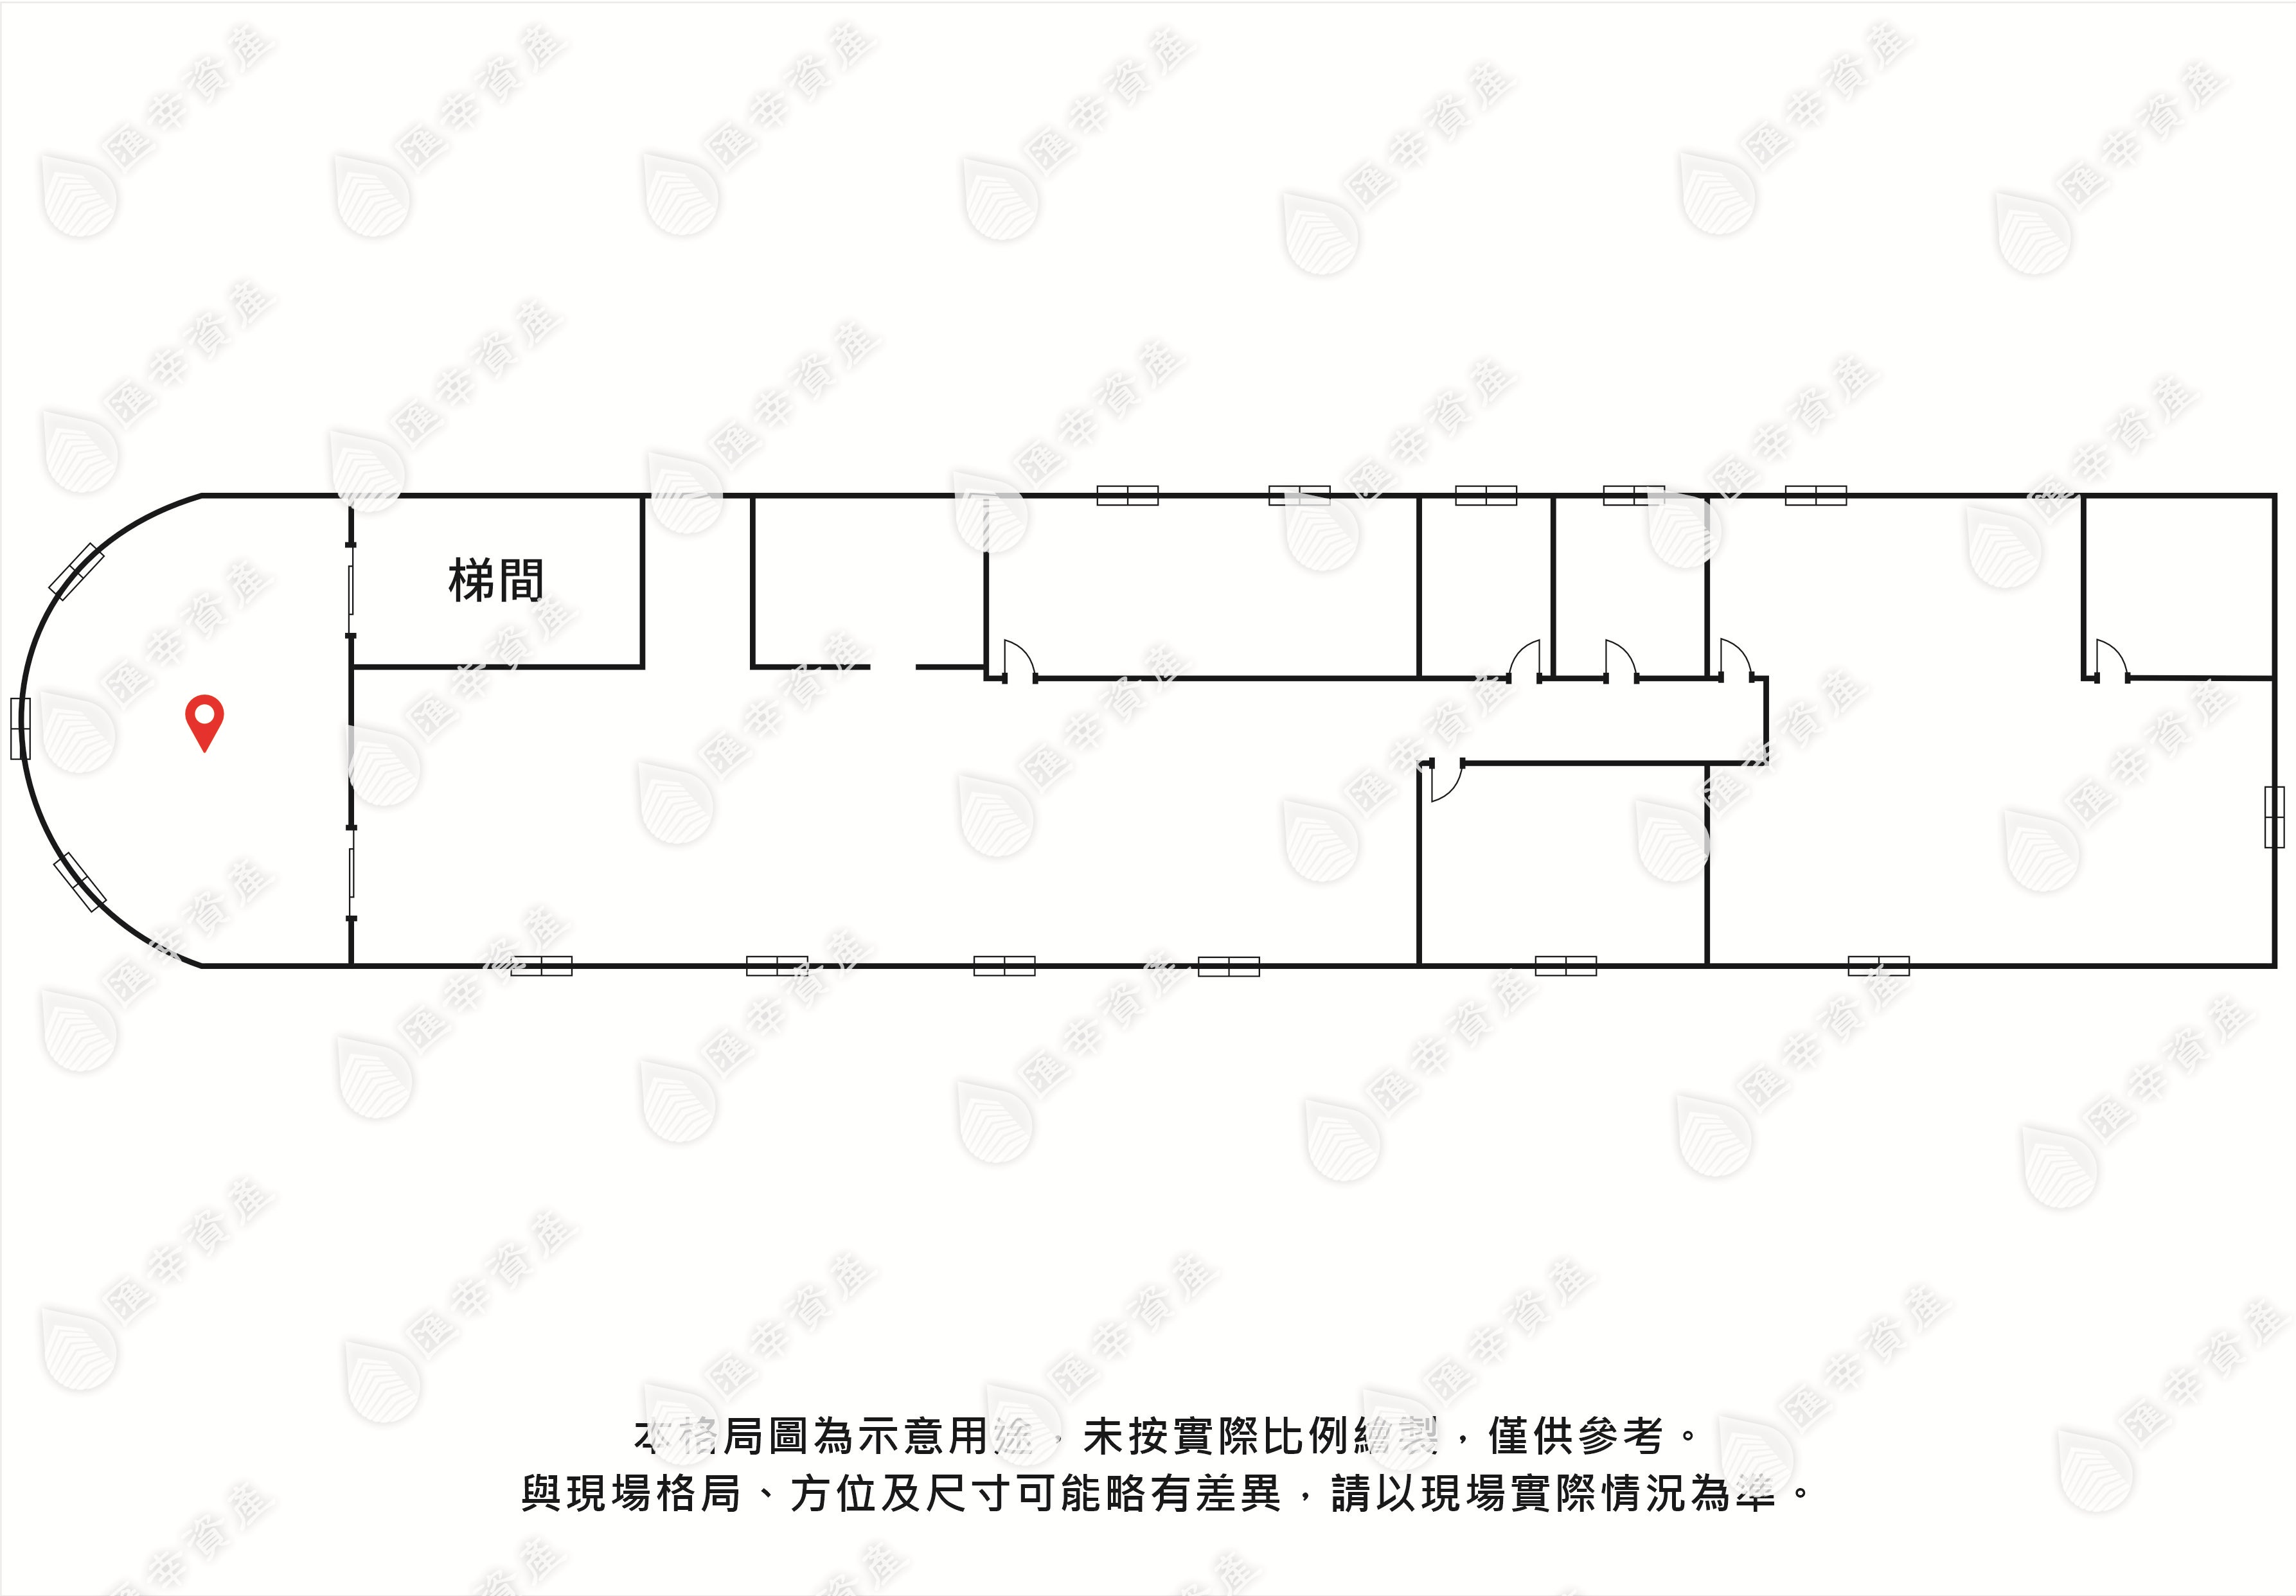 梯間
本格局圖為示意用途，未按實際比例繪製，僅供參考。
與現場格局、方位及尺寸可能略有差異，請以現場實際情況為準。